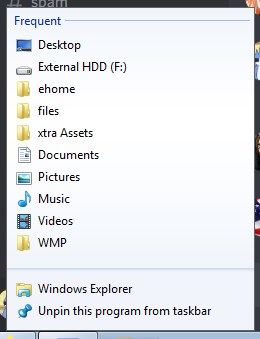 # spam
Frequent
Desktop
External HDD (F:)
ehome
files
xtra Assets
Documents
Pictures
Music
Videos
WMP
Windows Explorer
Unpin this program from taskbar